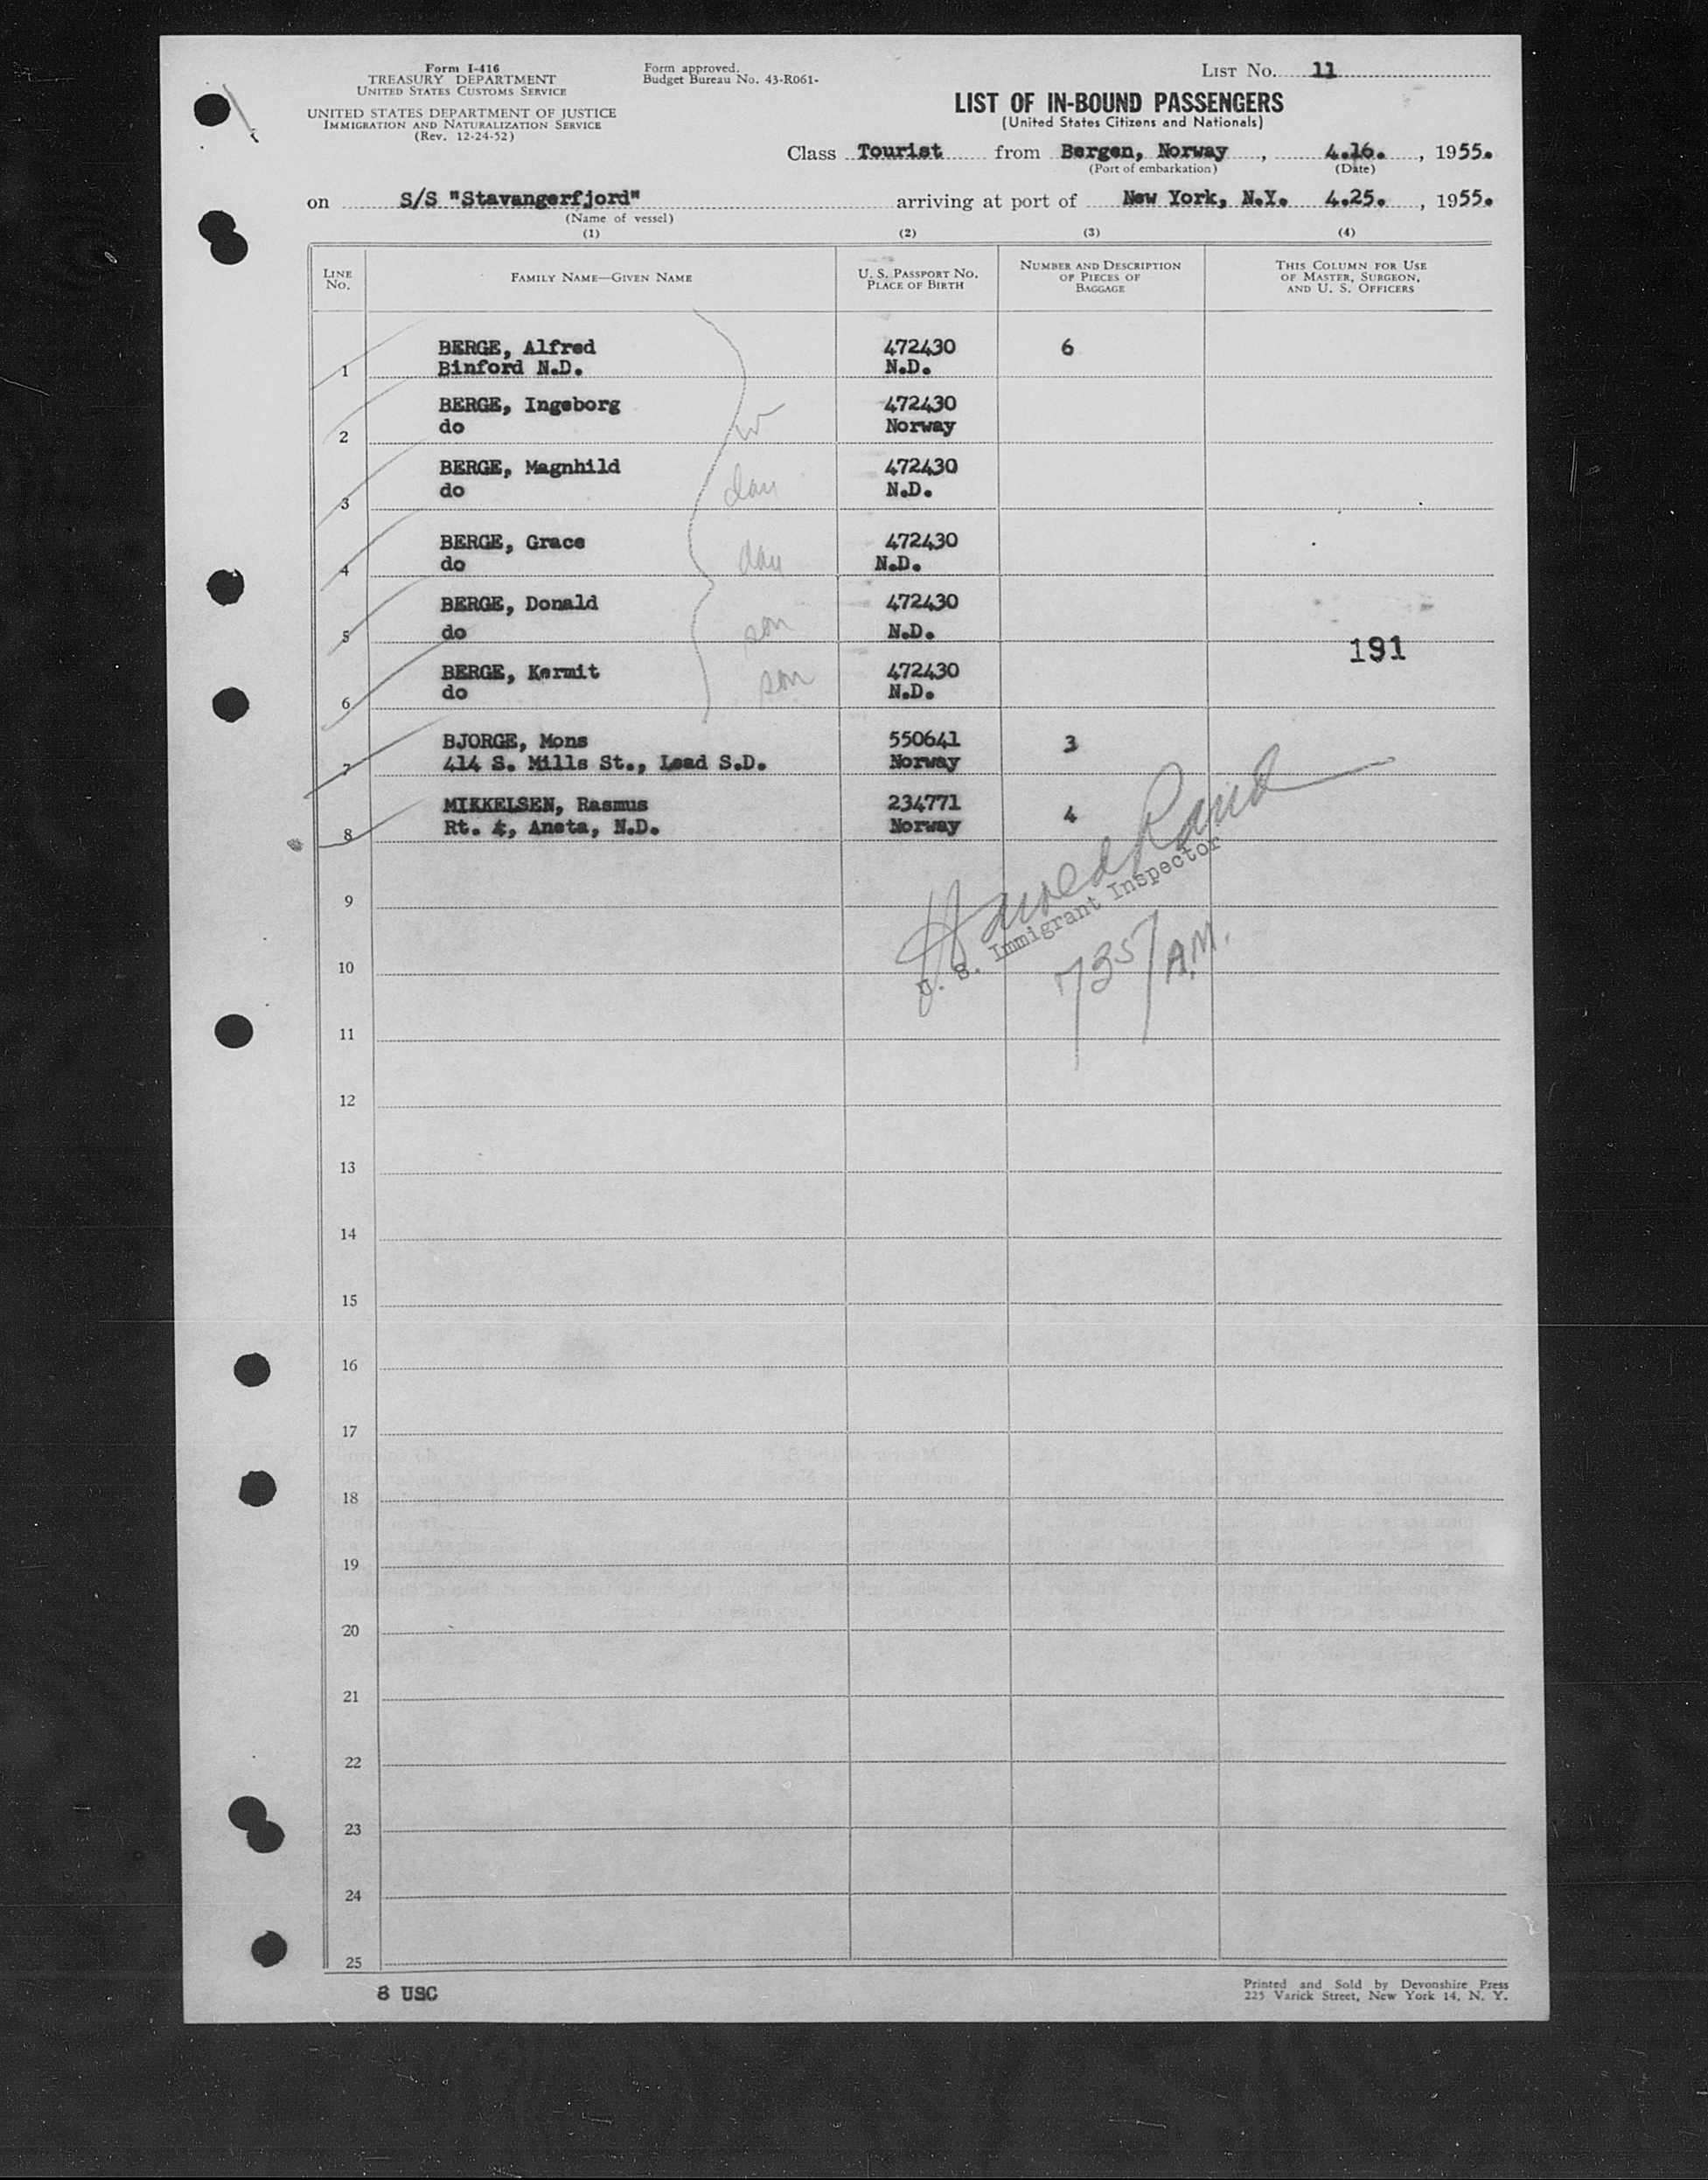 Form I-416
TREASURY DEPARTMENT
UNITED STATES CUSTOMS SERVICE
UNITED STATES DEPARTMENT OF JUSTICE
IMMIGRATION AND NATURALIZATION SERVICE
(Rev. 12-24-52)
Form approved.
Budget Bureau No. 43-R061-
LIST No. 11
LIST OF IN-BOUND PASSENGERS
(United States Citizens and Nationals)
Class Tourist from Bergen, Norway, 4.16., 1955.
(Port of embarkation) (Date)
on S/S "Stavangerfjord" arriving at port of New York, N.Y. 4.25., 1955.
(Name of vessel)
(1) (2) (3) (4)
LINE No. FAMILY NAME—GIVEN NAME U. S. PASSPORT NO. PLACE OF BIRTH NUMBER AND DESCRIPTION OF PIECES OF BAGGAGE THIS COLUMN FOR USE OF MASTER, SURGEON, AND U. S. OFFICERS
BERGE, Alfred 472430 6
1 Binford N.D. N.D.
BERGE, Ingeborg 472430
2 do w Norway
BERGE, Magnhild 472430
3 do dau N.D.
BERGE, Grace 472430
4 do dau N.D.
BERGE, Donald 472430
5 do son N.D.
191
BERGE, Kermit 472430
6 do son N.D.
BJORGE, Mons 550641 3
7 414 S. Mills St., Lead S.D. Norway
MIKKELSEN, Rasmus 234771 4
8 Rt. 4, Aneta, N.D. Norway
Harold Rand
U. S. Immigrant Inspector
735/AM.
9
10
11
12
13
14
15
16
17
18
19
20
21
22
23
24
25
8 USC
Printed and Sold by Devonshire Press
225 Varick Street, New York 14, N. Y.